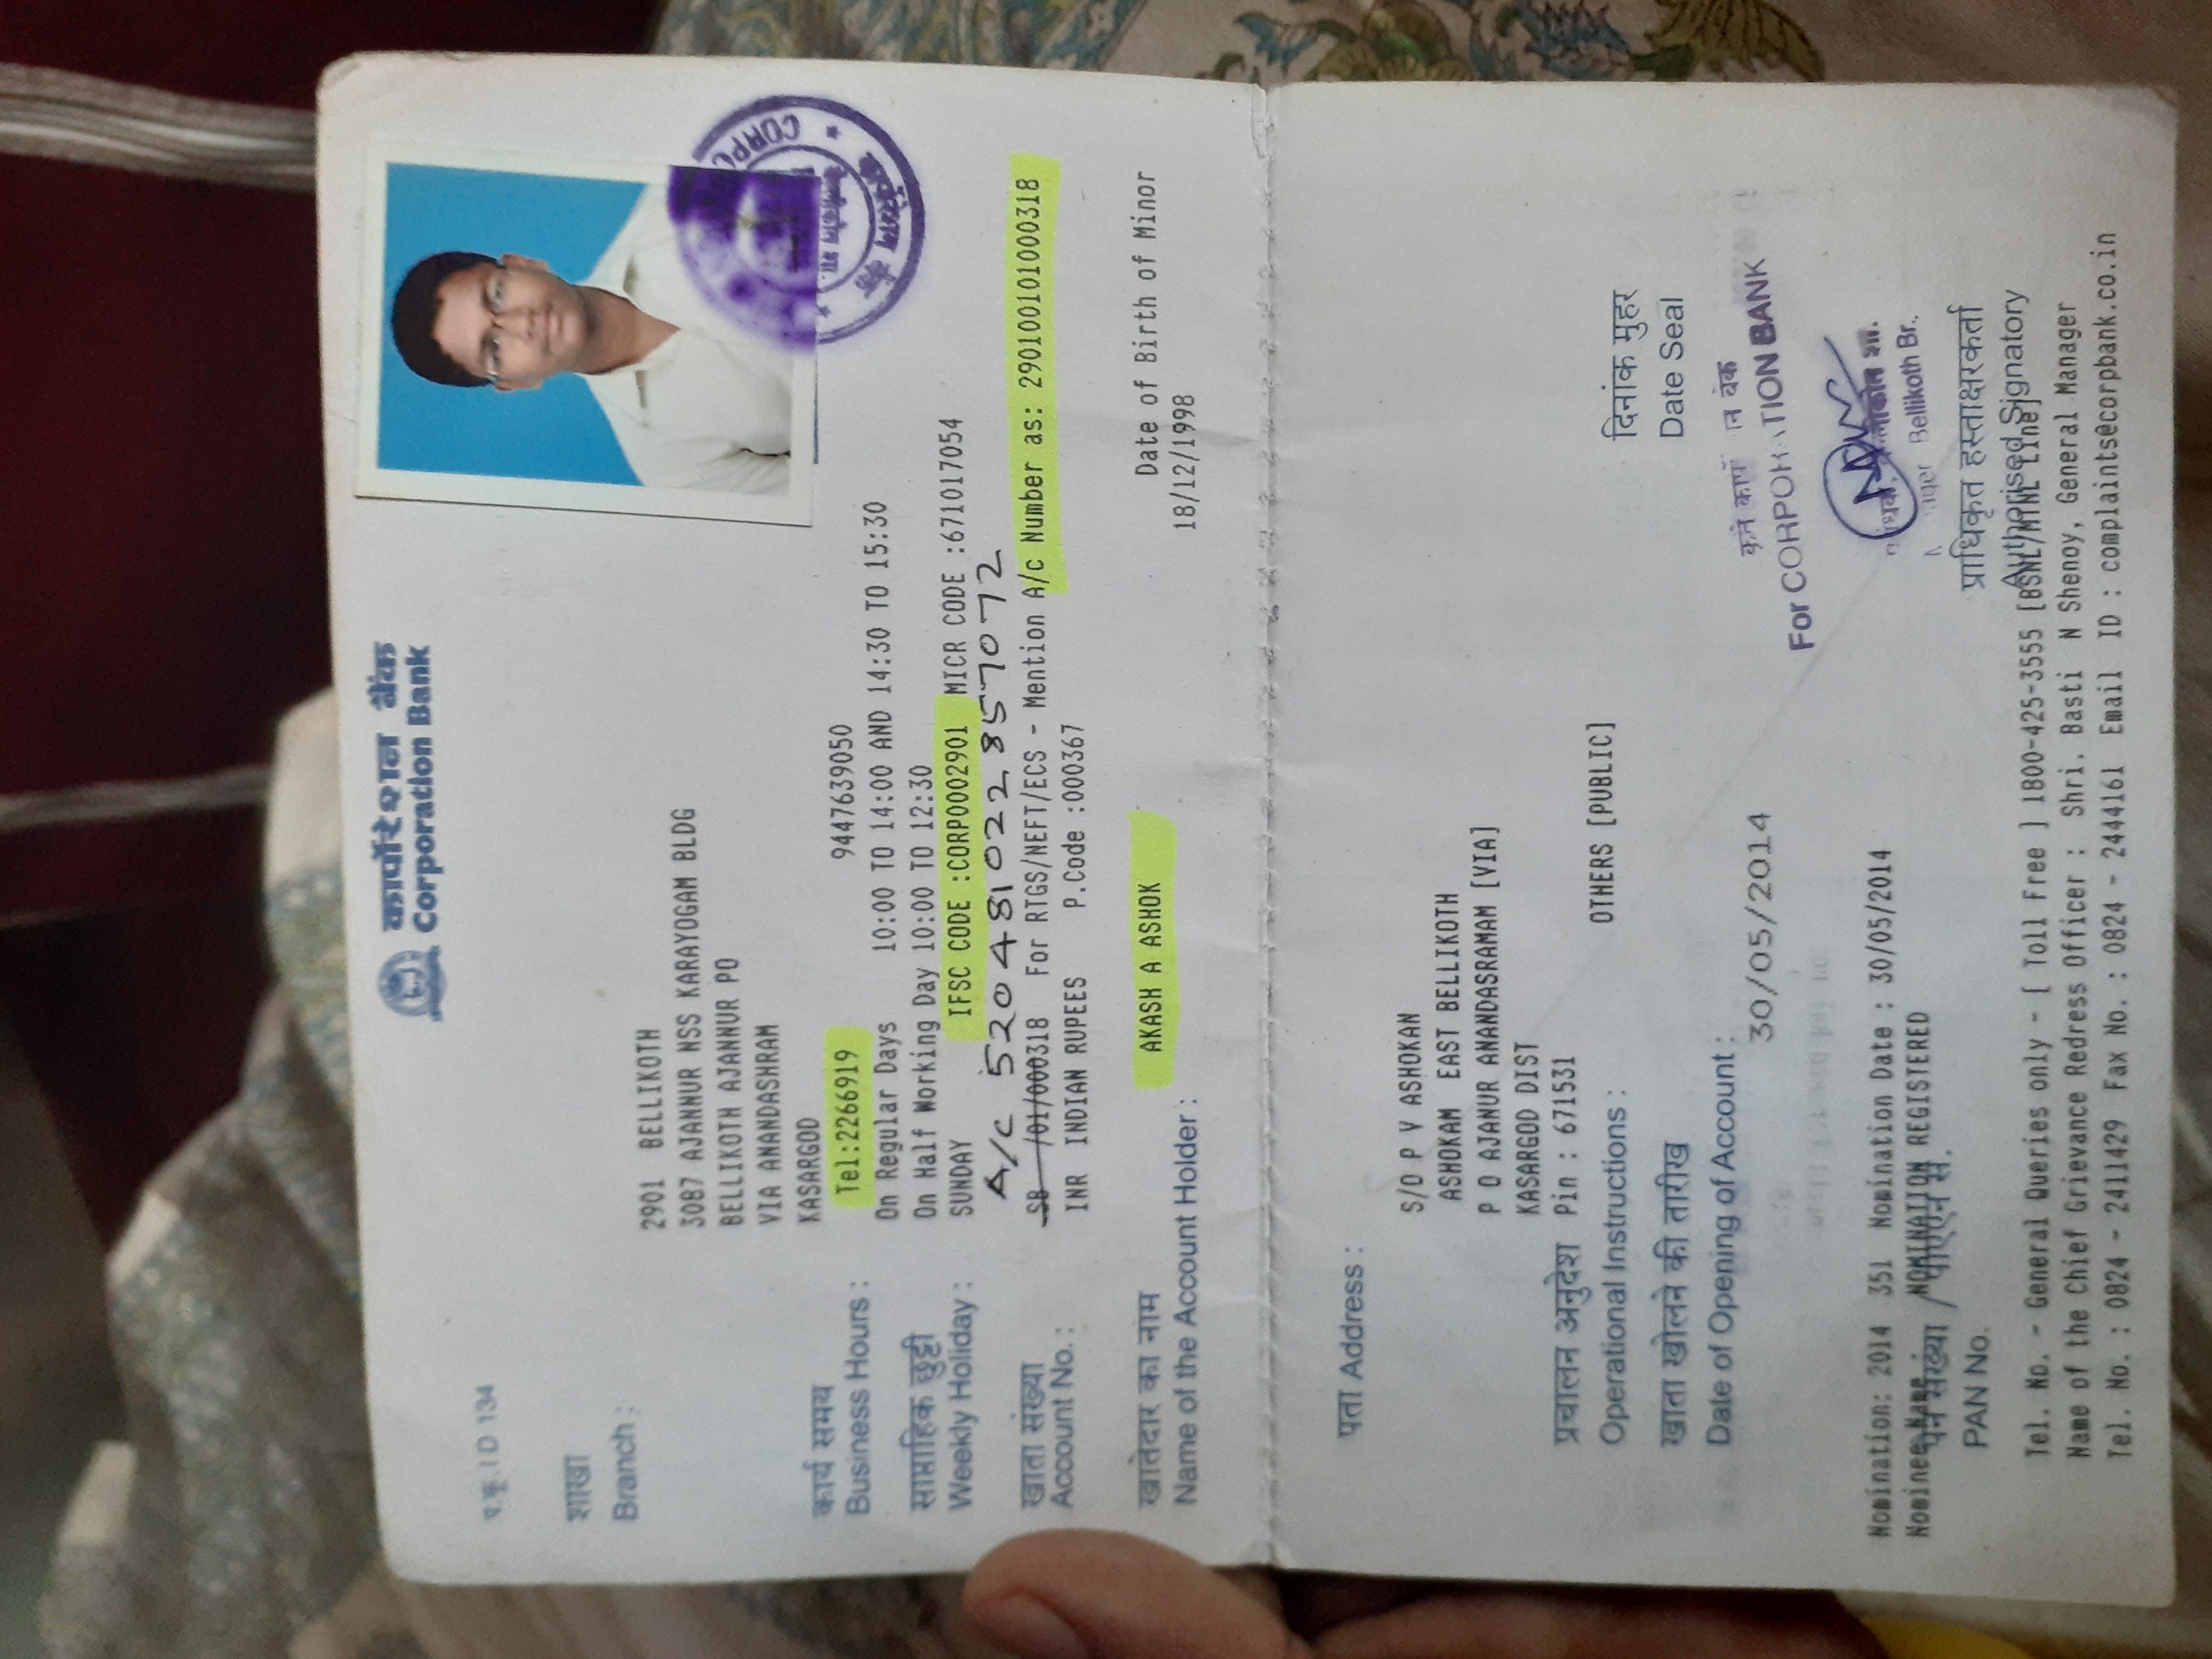 कार्पोरेशन बैंक
Corporation Bank
प.फू. ID 134
शाखा
Branch :
2901 BELLIKOTH
3087 AJANNUR NSS KARAYOGAM BLDG
BELLIKOTH AJANNUR PO
VIA ANANDASHRAM
KASARGOD
कार्य समय
Business Hours :
Tel:2266919 9447639050
On Regular Days 10:00 TO 14:00 AND 14:30 TO 15:30
साप्ताहिक छुट्टी
On Half Working Day 10:00 TO 12:30
Weekly Holiday : SUNDAY IFSC CODE :CORP0002901 MICR CODE :671017054
A/C 520481022857072
खाता संख्या
SB /01/000318 For RTGS/NEFT/ECS - Mention A/c Number as: 290100101000318
Account No. :
INR INDIAN RUPEES P.Code :000367
खातेदार का नाम
AKASH A ASHOK
Date of Birth of Minor
Name of the Account Holder :
18/12/1998
CORPO
पता Address :
S/O P V ASHOKAN
ASHOKAM EAST BELLIKOTH
P O AJANUR ANANDASRAMAM [VIA]
KASARGOD DIST
प्रचालन अनुदेश Pin : 671531
Operational Instructions : OTHERS [PUBLIC]
दिनांक मुहर
Date Seal
खाता खोलने की तारीख
Date of Opening of Account :
30/05/2014
कृते
बैंक
For CORPORATION BANK
Nomination: 2014 351 Nomination Date : 30/05/2014
Nominee Name : NOMINATION REGISTERED
शा.
Bellikoth Br.
पैन संख्या / पीएएन सं.
PAN No.
प्राधिकृत हस्ताक्षरकर्ता
Authorised Signatory
Tel. No. - General Queries only - [ Toll Free ] 1800-425-3555 [BSNL/MTNL Line]
Name of the Chief Grievance Redress Officer : Shri. Basti N Shenoy, General Manager
Tel. No. : 0824 - 2411429 Fax No. : 0824 - 2444161 Email ID : complaints@corpbank.co.in